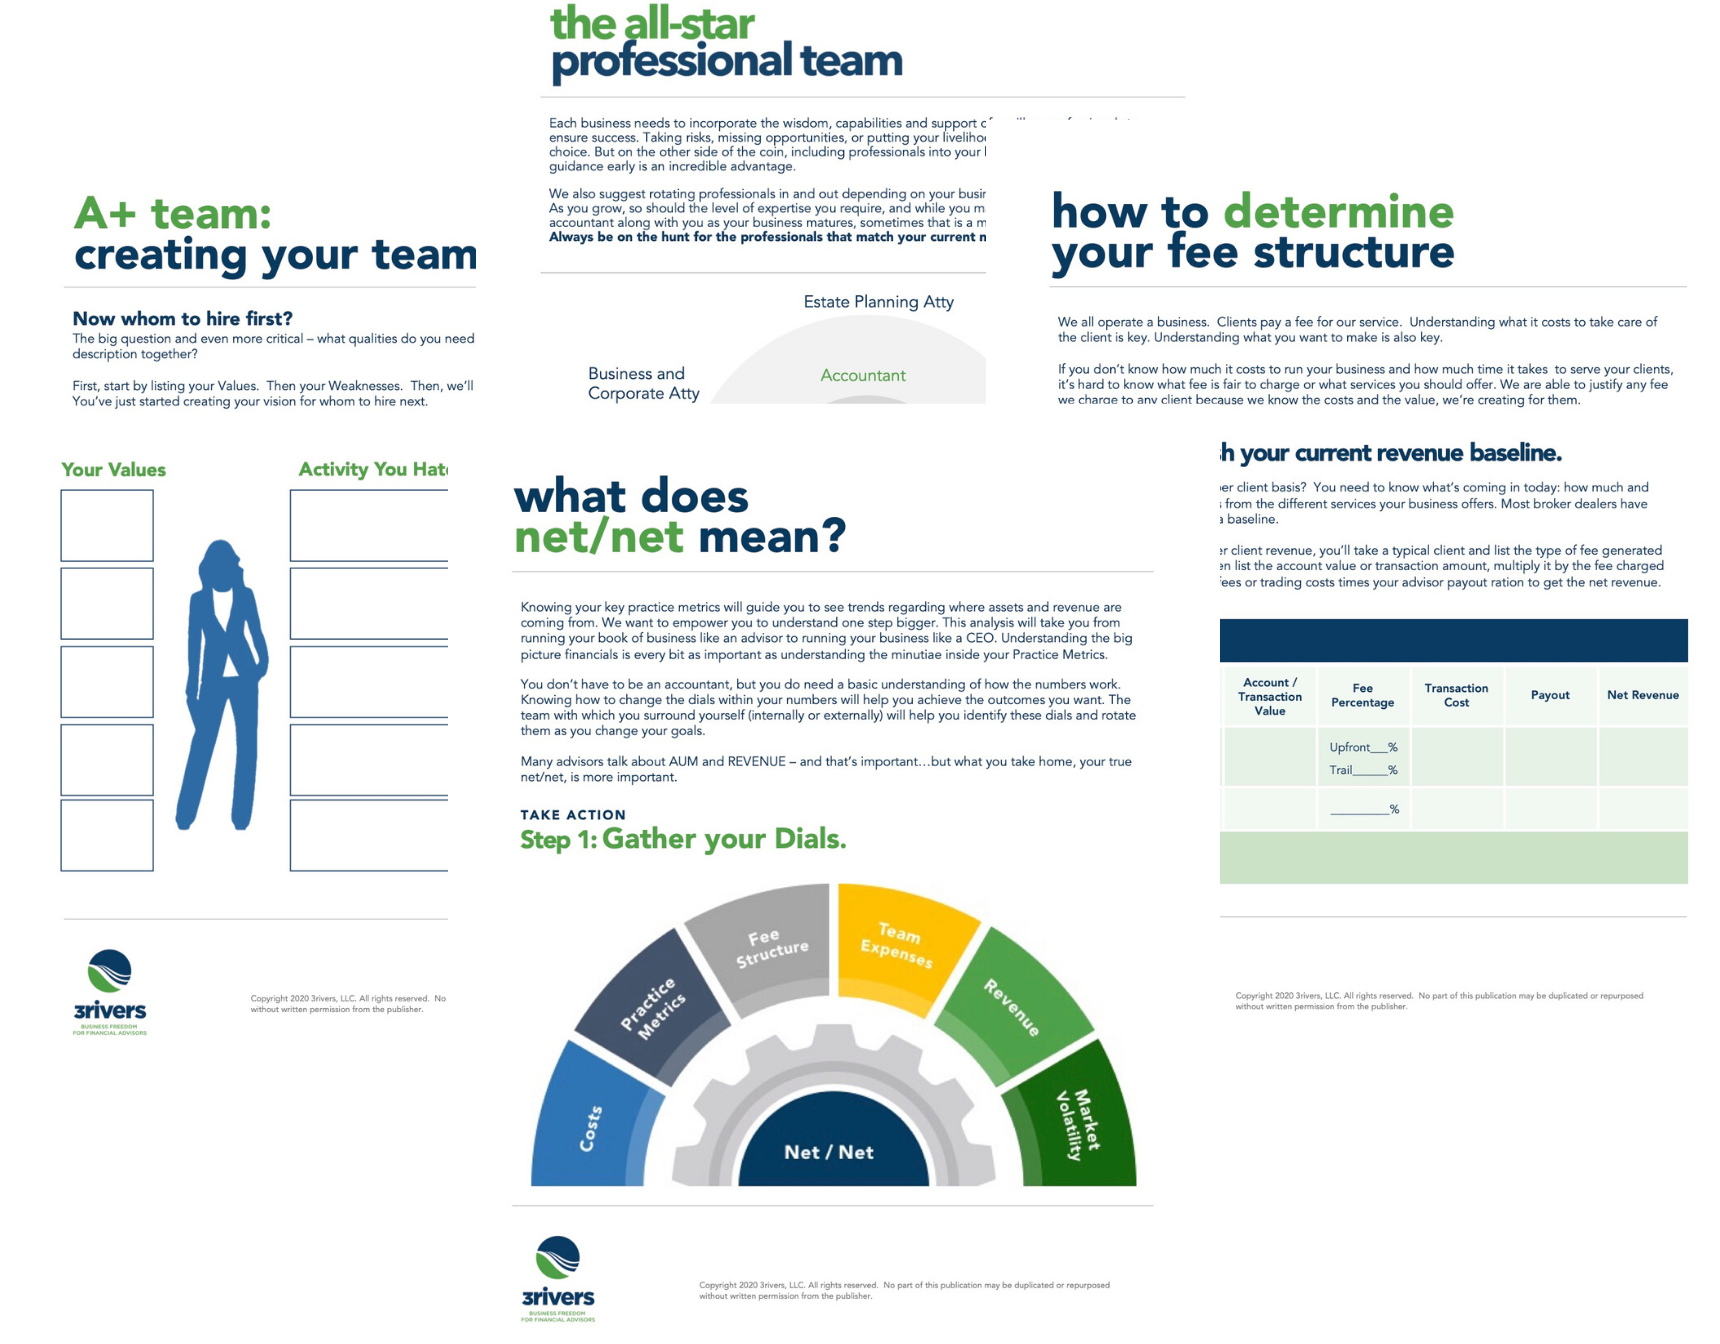 the all-star
professional team
Each business needs to incorporate the wisdom, capabilities and support
ensure success. Taking risks, missing opportunities, or putting your
choice. But on the other side of the coin, including professionals into your
guidance early is an incredible advantage.
We also suggest rotating professionals in and out depending on your
As you grow, so should the level of expertise you require, and while you
accountant along with you as your business matures, sometimes that is a
Always be on the hunt for the professionals that match your current
Estate Planning Atty
Business and
Corporate Atty
Accountant
A+ team:
creating your team
Now whom to hire first?
The big question and even more critical – what qualities do you need
description together?
First, start by listing your Values. Then your Weaknesses. Then, we'll
You've just started creating your vision for whom to hire next.
Your Values
Activity You
how to determine
your fee structure
We all operate a business. Clients pay a fee for our service. Understanding what it costs to take care of
the client is key. Understanding what you want to make is also key.
If you don't know how much it costs to run your business and how much time it takes to serve your clients,
it's hard to know what fee is fair to charge or what services you should offer. We are able to justify any fee
we charge to any client because we know the costs and the value, we're creating for them.
your current revenue baseline.
client basis? You need to know what's coming in today: how much and
from the different services your business offers. Most broker dealers have
a baseline.
client revenue, you'll take a typical client and list the type of fee generated
list the account value or transaction amount, multiply it by the fee charged
or trading costs times your advisor payout ration to get the net revenue.
Account /
Transaction
Value
Fee
Percentage
Transaction
Cost
Payout
Net Revenue
Upfront___%
Trail______%
__________%
Copyright 2020 3rivers, LLC. All rights reserved. No part of this publication may be duplicated or repurposed
without written permission from the publisher.
what does
net/net mean?
Knowing your key practice metrics will guide you to see trends regarding where assets and revenue are
coming from. We want to empower you to understand one step bigger. This analysis will take you from
running your book of business like an advisor to running your business like a CEO. Understanding the big
picture financials is every bit as important as understanding the minutiae inside your Practice Metrics.
You don't have to be an accountant, but you do need a basic understanding of how the numbers work.
Knowing how to change the dials within your numbers will help you achieve the outcomes you want. The
team with which you surround yourself (internally or externally) will help you identify these dials and rotate
them as you change your goals.
Many advisors talk about AUM and REVENUE – and that's important...but what you take home, your true
net/net, is more important.
TAKE ACTION
Step 1: Gather your Dials.
Costs
Practice
Metrics
Fee
Structure
Team
Expenses
Revenue
Market
Volatility
Net / Net
3rivers
BUSINESS FREEDOM
FOR FINANCIAL ADVISORS
Copyright 2020 3rivers, LLC. All rights reserved. No
without written permission from the publisher.
3rivers
BUSINESS FREEDOM
FOR FINANCIAL ADVISORS
Copyright 2020 3rivers, LLC. All rights reserved. No part of this publication may be duplicated or repurposed
without written permission from the publisher.